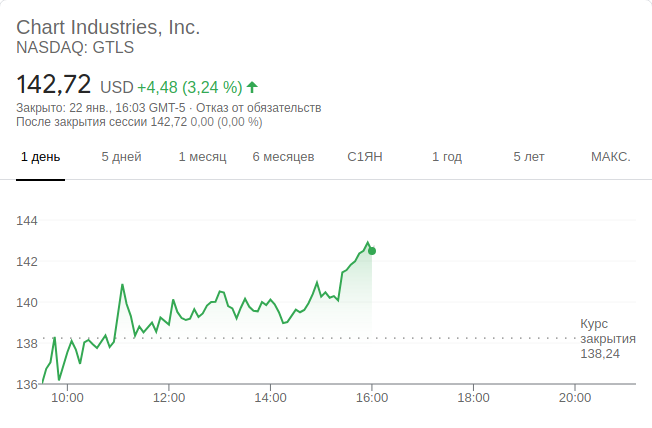 Chart Industries, Inc.
NASDAQ: GTLS
142,72 USD +4,48 (3,24 %)
Закрыто: 22 янв., 16:03 GMT-5 · Отказ от обязательств
После закрытия сессии 142,72 0,00 (0,00 %)
1 день 5 дней 1 месяц 6 месяцев С1ЯН 1 год 5 лет МАКС.
144
142
140
138
136
Курс
закрытия
138,24
10:00 12:00 14:00 16:00 18:00 20:00